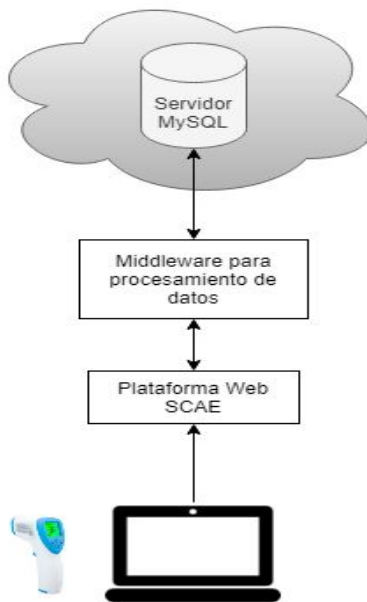 Servidor
MySQL
Middleware para
procesamiento de
datos
Plataforma Web
SCAE